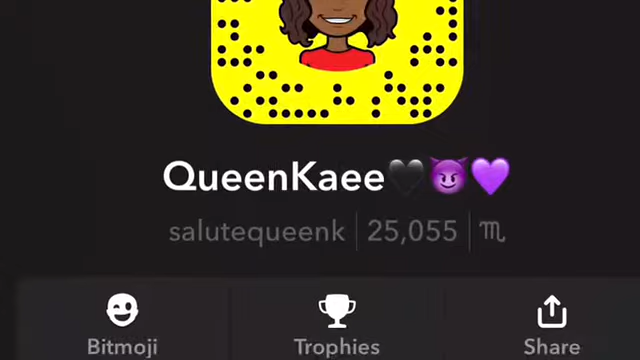 QueenKaee🖤😈💜
salutequeenk | 25,055 | ♏
Bitmoji Trophies Share